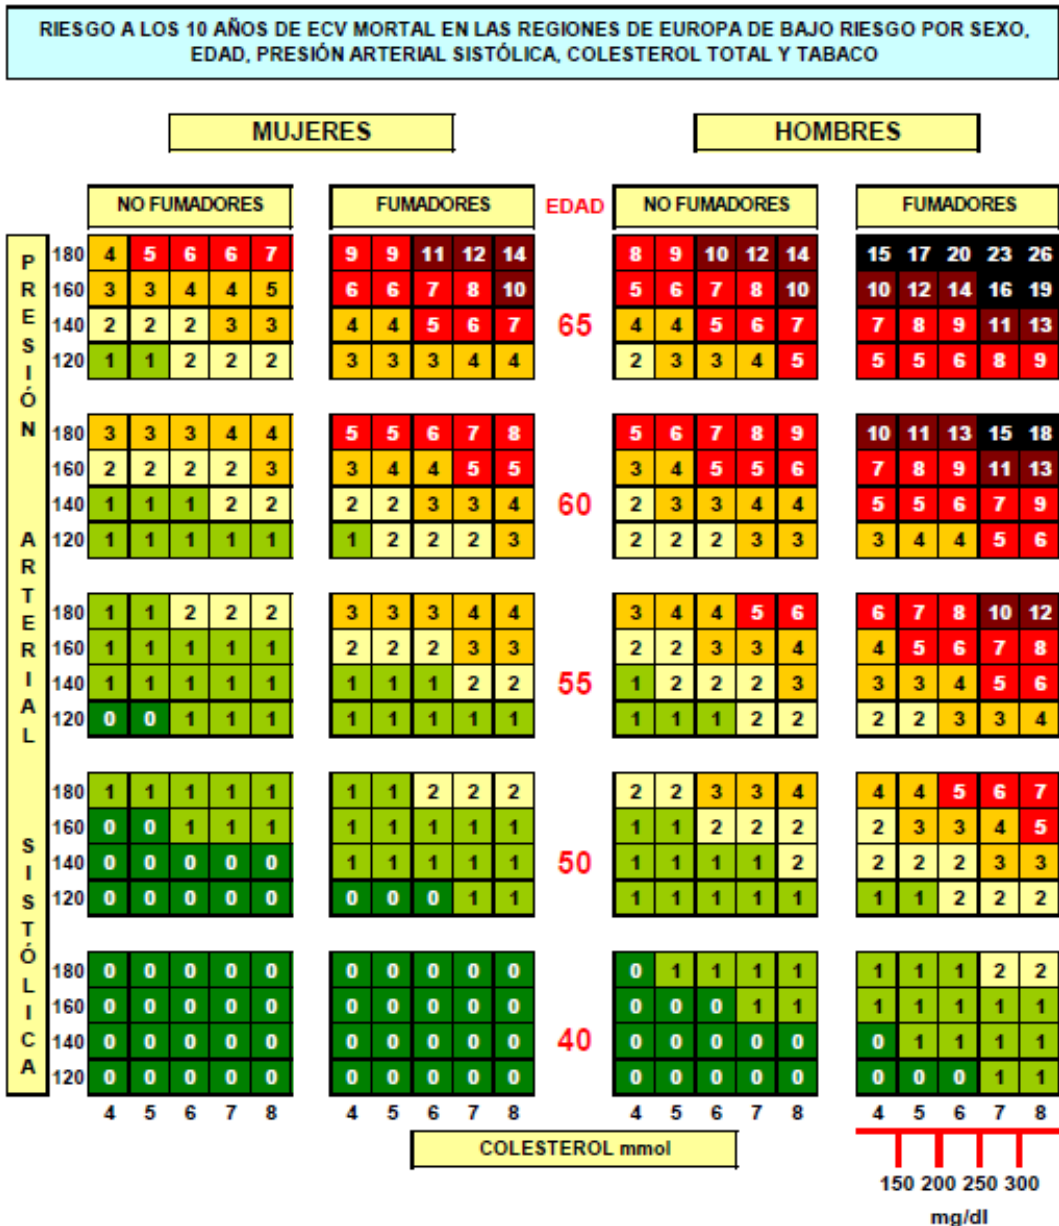 RIESGO A LOS 10 AÑOS DE ECV MORTAL EN LAS REGIONES DE EUROPA DE BAJO RIESGO POR SEXO,
EDAD, PRESIÓN ARTERIAL SISTÓLICA, COLESTEROL TOTAL Y TABACO
MUJERES HOMBRES
NO FUMADORES FUMADORES EDAD NO FUMADORES FUMADORES
PRESIÓN ARTERIAL SISTÓLICA
180 4 5 6 6 7 9 9 11 12 14 8 9 10 12 14 15 17 20 23 26
160 3 3 4 4 5 6 6 7 8 10 5 6 7 8 10 10 12 14 16 19
65
140 2 2 2 3 3 4 4 5 6 7 4 4 5 6 7 7 8 9 11 13
120 1 1 2 2 2 3 3 3 4 4 2 3 3 4 5 5 5 6 8 9
180 3 3 3 4 4 5 5 6 7 8 5 6 7 8 9 10 11 13 15 18
160 2 2 2 2 3 3 4 4 5 5 3 4 5 5 6 7 8 9 11 13
60
140 1 1 1 2 2 2 2 3 3 4 2 3 3 4 4 5 5 6 7 9
120 1 1 1 1 1 1 2 2 2 3 2 2 2 3 3 3 4 4 5 6
180 1 1 2 2 2 3 3 3 4 4 3 4 4 5 6 6 7 8 10 12
160 1 1 1 1 1 2 2 2 3 3 2 2 3 3 4 4 5 6 7 8
55
140 1 1 1 1 1 1 1 1 2 2 1 2 2 2 3 3 3 4 5 6
120 0 0 1 1 1 1 1 1 1 1 1 1 1 2 2 2 2 3 3 4
180 1 1 1 1 1 1 1 2 2 2 2 2 3 3 4 4 4 5 6 7
160 0 0 1 1 1 1 1 1 1 1 1 1 2 2 2 2 3 3 4 5
50
140 0 0 0 0 0 1 1 1 1 1 1 1 1 1 2 2 2 2 3 3
120 0 0 0 0 0 0 0 0 1 1 1 1 1 1 1 1 1 2 2 2
180 0 0 0 0 0 0 0 0 0 0 0 1 1 1 1 1 1 1 2 2
160 0 0 0 0 0 0 0 0 0 0 0 0 0 1 1 1 1 1 1 1
40
140 0 0 0 0 0 0 0 0 0 0 0 0 0 0 0 0 1 1 1 1
120 0 0 0 0 0 0 0 0 0 0 0 0 0 0 0 0 0 0 1 1
4 5 6 7 8 4 5 6 7 8 4 5 6 7 8 4 5 6 7 8
COLESTEROL mmol
150 200 250 300
mg/dl